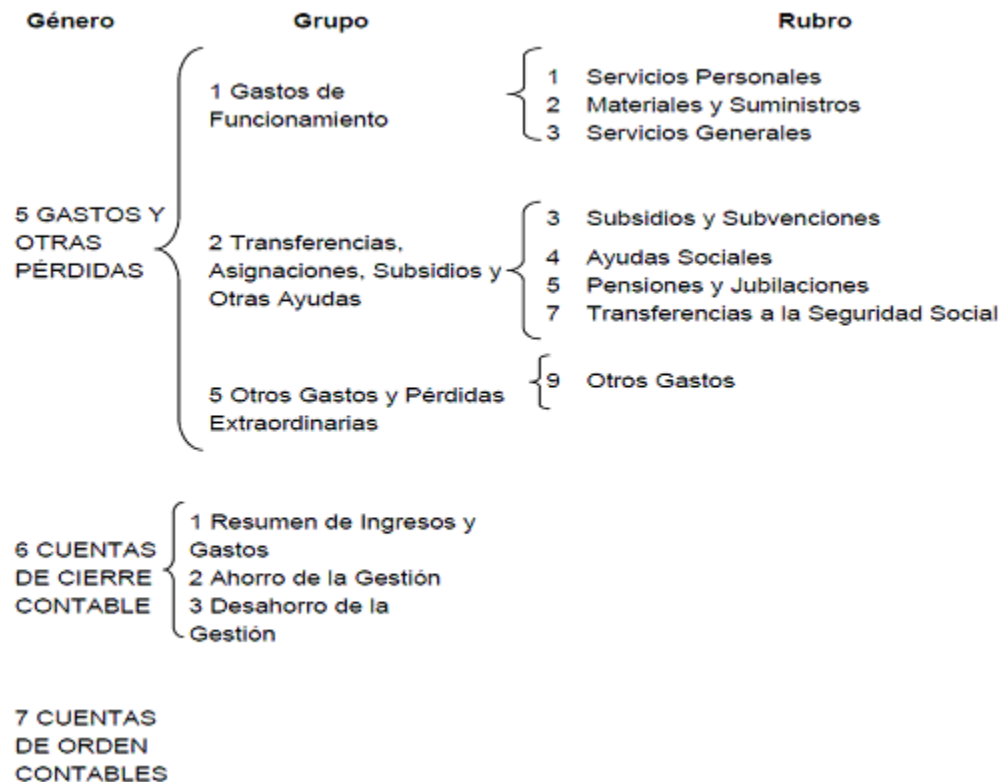 Género Grupo Rubro
1 Gastos de
Funcionamiento
1 Servicios Personales
2 Materiales y Suministros
3 Servicios Generales
5 GASTOS Y
OTRAS
PÉRDIDAS
2 Transferencias,
Asignaciones, Subsidios y
Otras Ayudas
3 Subsidios y Subvenciones
4 Ayudas Sociales
5 Pensiones y Jubilaciones
7 Transferencias a la Seguridad Social
5 Otros Gastos y Pérdidas
Extraordinarias
9 Otros Gastos
6 CUENTAS
DE CIERRE
CONTABLE
1 Resumen de Ingresos y
Gastos
2 Ahorro de la Gestión
3 Desahorro de la
Gestión
7 CUENTAS
DE ORDEN
CONTABLES